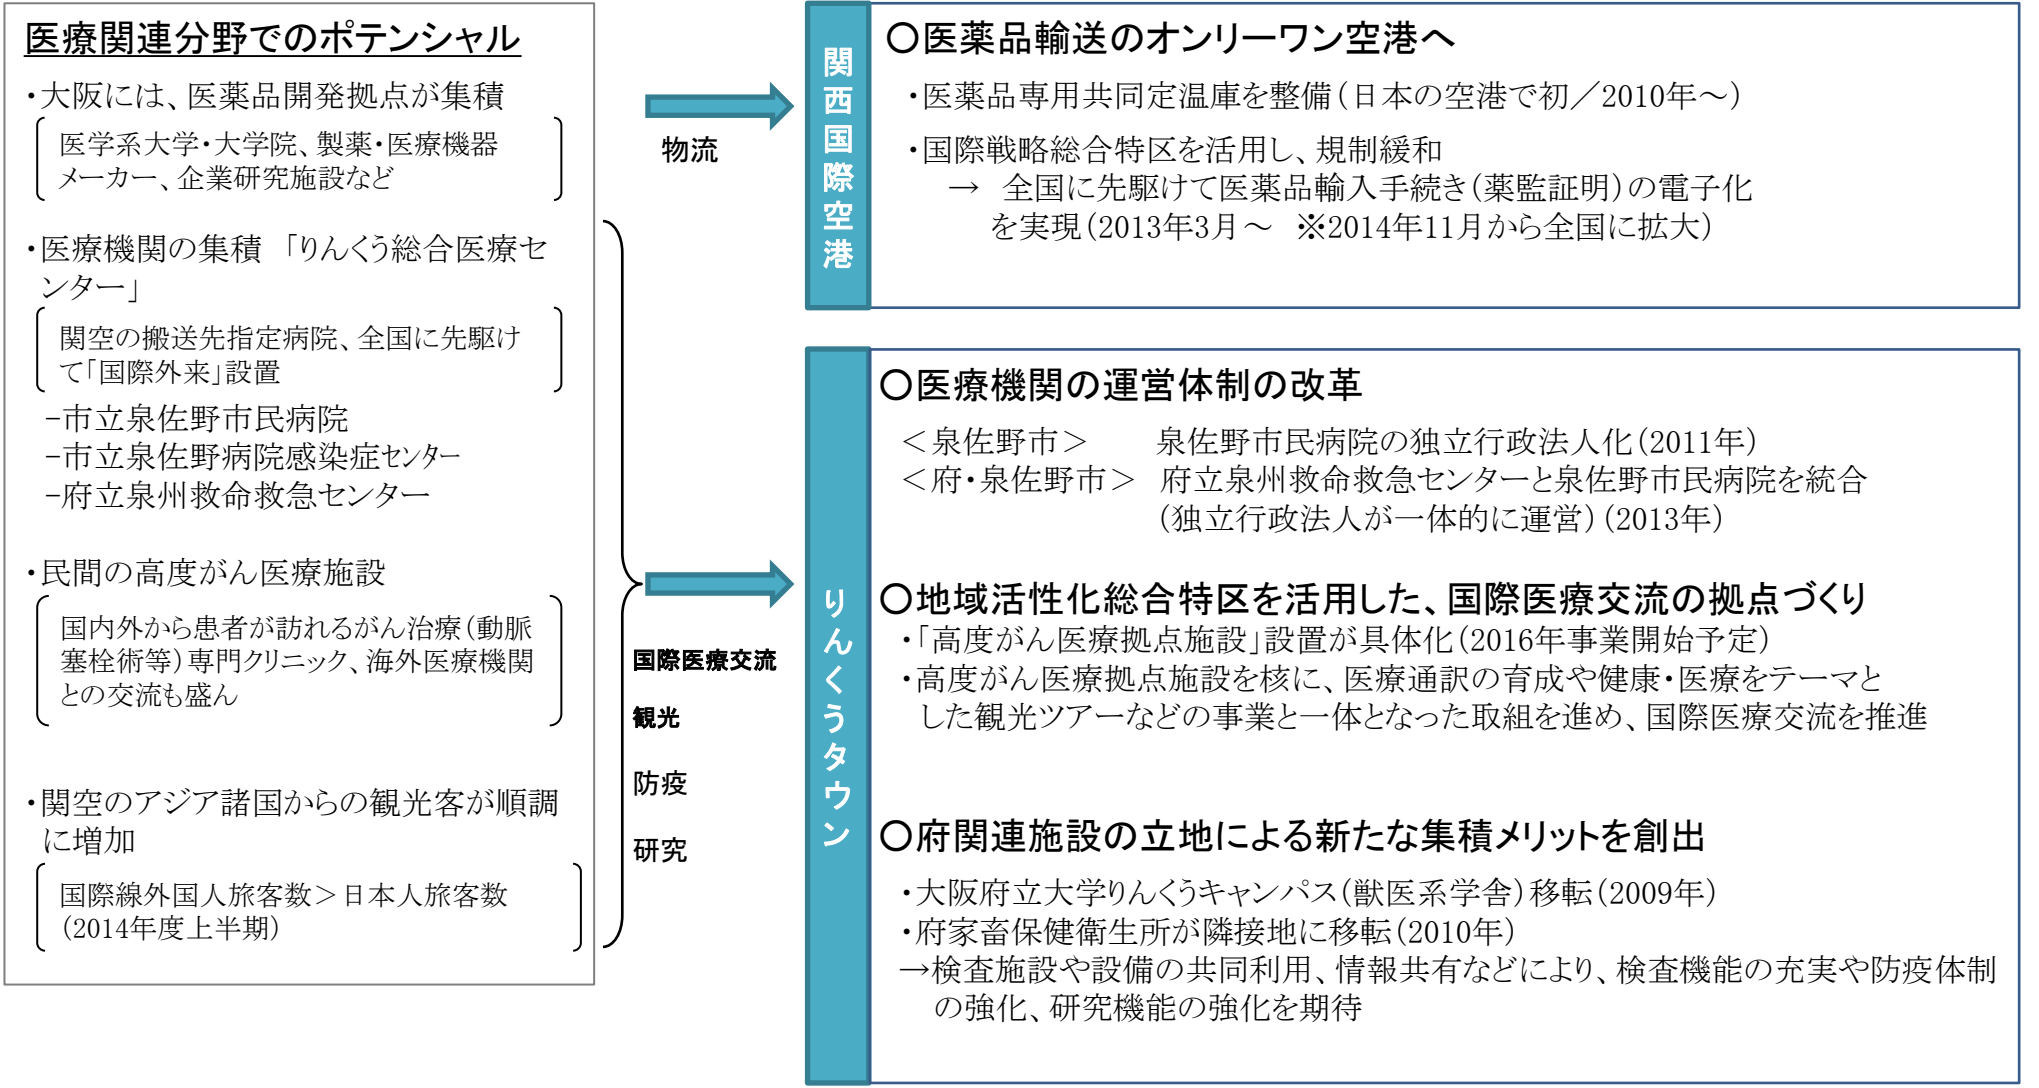 医療関連分野でのポテンシャル
・大阪には、医薬品開発拠点が集積
医学系大学・大学院、製薬・医療機器
メーカー、企業研究施設など
・医療機関の集積 「りんくう総合医療セ
ンター」
関空の搬送先指定病院、全国に先駆け
て「国際外来」設置
-市立泉佐野市民病院
-市立泉佐野病院感染症センター
-府立泉州救命救急センター
・民間の高度がん医療施設
国内外から患者が訪れるがん治療（動脈
塞栓術等）専門クリニック、海外医療機関
との交流も盛ん
・関空のアジア諸国からの観光客が順調
に増加
国際線外国人旅客数＞日本人旅客数
（2014年度上半期）
物流
国際医療交流
観光
防疫
研究
関西国際空港
○医薬品輸送のオンリーワン空港へ
・医薬品専用共同定温庫を整備（日本の空港で初／2010年～）
・国際戦略総合特区を活用し、規制緩和
→ 全国に先駆けて医薬品輸入手続き（薬監証明）の電子化
を実現（2013年3月～ ※2014年11月から全国に拡大）
りんくうタウン
○医療機関の運営体制の改革
＜泉佐野市＞ 泉佐野市民病院の独立行政法人化（2011年）
＜府・泉佐野市＞ 府立泉州救命救急センターと泉佐野市民病院を統合
（独立行政法人が一体的に運営）（2013年）
○地域活性化総合特区を活用した、国際医療交流の拠点づくり
・「高度がん医療拠点施設」設置が具体化（2016年事業開始予定）
・高度がん医療拠点施設を核に、医療通訳の育成や健康・医療をテーマと
した観光ツアーなどの事業と一体となった取組を進め、国際医療交流を推進
○府関連施設の立地による新たな集積メリットを創出
・大阪府立大学りんくうキャンパス（獣医系学舎）移転（2009年）
・府家畜保健衛生所が隣接地に移転（2010年）
→検査施設や設備の共同利用、情報共有などにより、検査機能の充実や防疫体制
の強化、研究機能の強化を期待